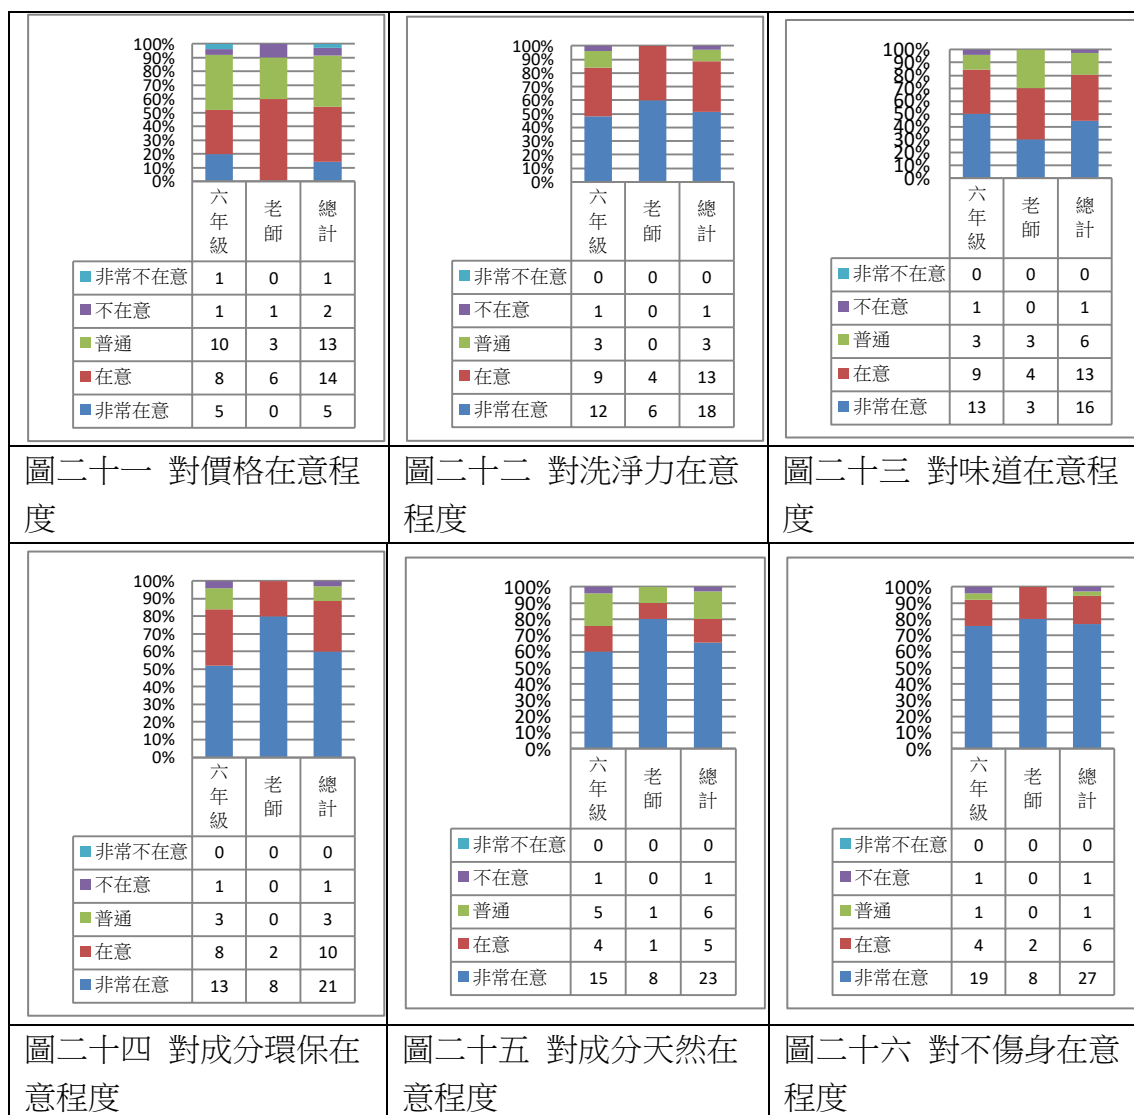 100%
90%
80%
70%
60%
50%
40%
30%
20%
10%
0%
六年級 老師 總計
非常不在意 1 0 1
不在意 1 1 2
普通 10 3 13
在意 8 6 14
非常在意 5 0 5
圖二十一 對價格在意程
度
100%
90%
80%
70%
60%
50%
40%
30%
20%
10%
0%
六年級 老師 總計
非常不在意 0 0 0
不在意 1 0 1
普通 3 0 3
在意 9 4 13
非常在意 12 6 18
圖二十二 對洗淨力在意
程度
100%
90%
80%
70%
60%
50%
40%
30%
20%
10%
0%
六年級 老師 總計
非常不在意 0 0 0
不在意 1 0 1
普通 3 3 6
在意 9 4 13
非常在意 13 3 16
圖二十三 對味道在意程
度
100%
90%
80%
70%
60%
50%
40%
30%
20%
10%
0%
六年級 老師 總計
非常不在意 0 0 0
不在意 1 0 1
普通 3 0 3
在意 8 2 10
非常在意 13 8 21
圖二十四 對成分環保在
意程度
100%
90%
80%
70%
60%
50%
40%
30%
20%
10%
0%
六年級 老師 總計
非常不在意 0 0 0
不在意 1 0 1
普通 5 1 6
在意 4 1 5
非常在意 15 8 23
圖二十五 對成分天然在
意程度
100%
90%
80%
70%
60%
50%
40%
30%
20%
10%
0%
六年級 老師 總計
非常不在意 0 0 0
不在意 1 0 1
普通 1 0 1
在意 4 2 6
非常在意 19 8 27
圖二十六 對不傷身在意
程度